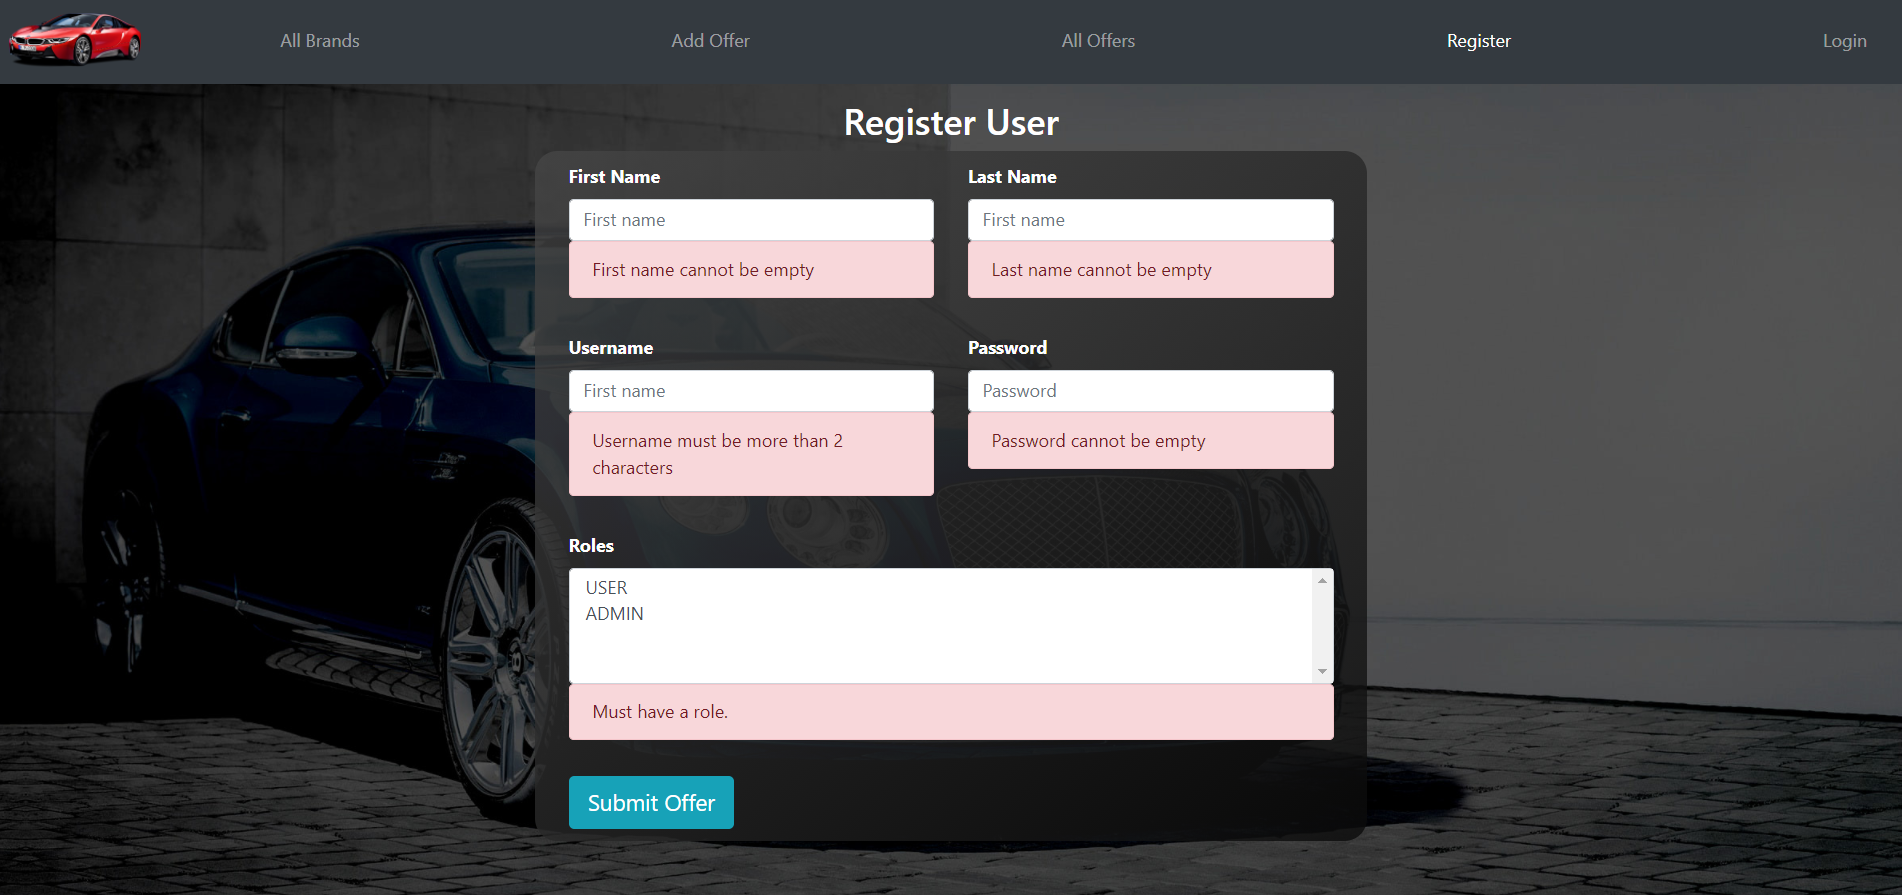 All Brands
Add Offer
All Offers
Register
Login
Register User
First Name
Last Name
First name
First name
First name cannot be empty
Last name cannot be empty
Username
Password
First name
Password
Username must be more than 2
characters
Password cannot be empty
Roles
USER
ADMIN
Must have a role.
Submit Offer